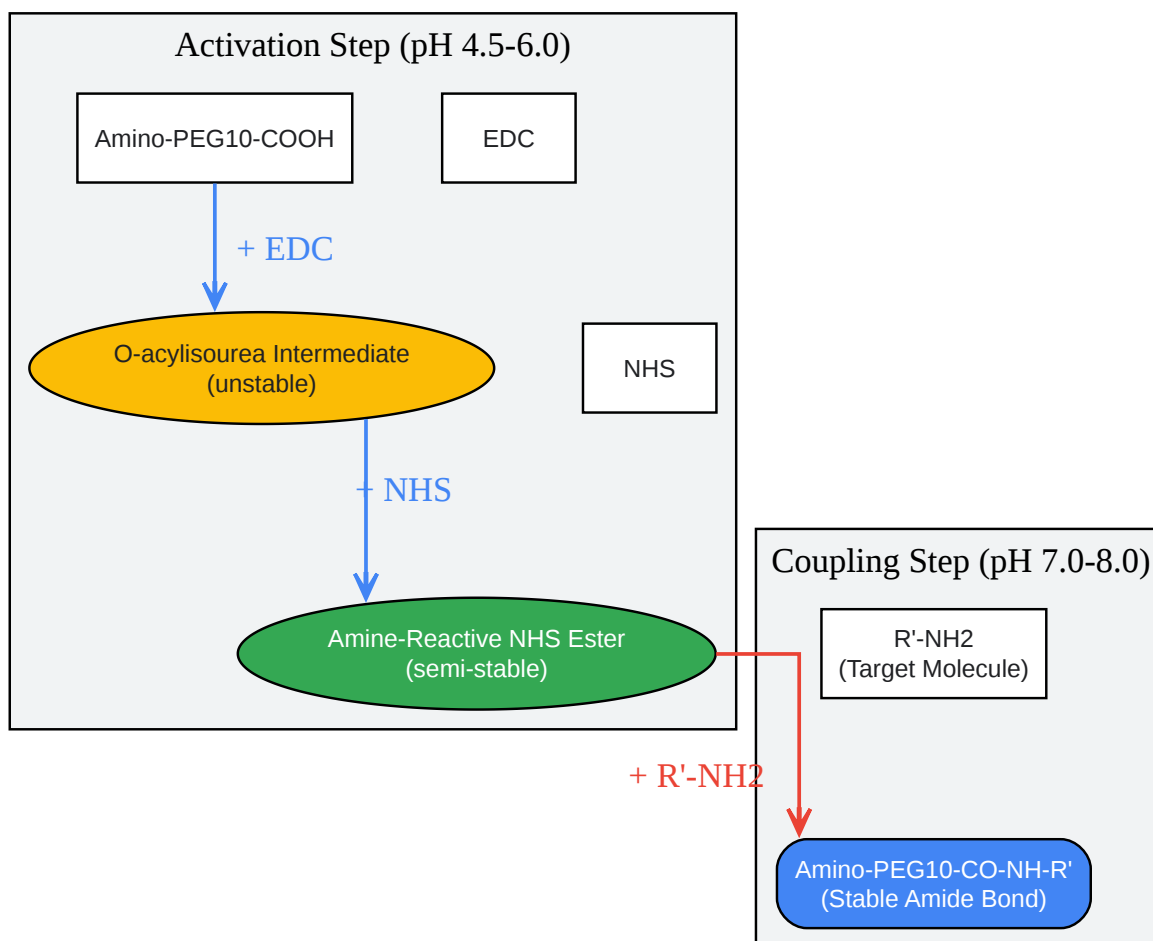 Activation Step (pH 4.5-6.0)
Amino-PEG10-COOH
EDC
+ EDC
O-acylisourea Intermediate
(unstable)
NHS
+ NHS
Coupling Step (pH 7.0-8.0)
Amine-Reactive NHS Ester
(semi-stable)
R'-NH2
(Target Molecule)
+ R'-NH2
Amino-PEG10-CO-NH-R'
(Stable Amide Bond)